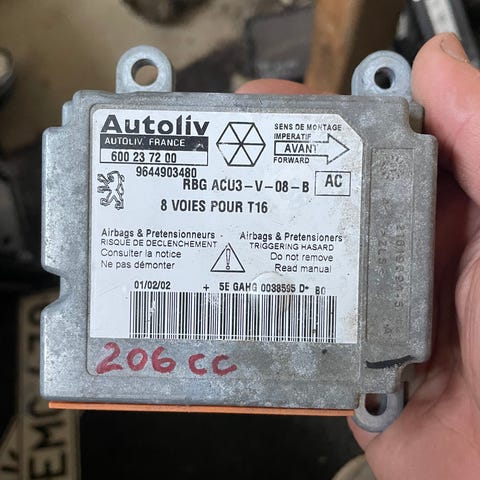 Autoliv
AUTOLIV. FRANCE
600 23 72 00
9644903480
SENS DE MONTAGE
IMPERATIF
AVANT
FORWARD
RBG ACU3-V-08-B
AC
8 VOIES POUR T16
Airbags & Pretensionneurs
RISQUE DE DECLENCHEMENT
Consulter la notice
Ne pas démonter
Airbags & Pretensioners
TRIGGERING HASARD
Do not remove
Read manual
01/02/02 + 5E GAHG 0038595 D* BO
206 CC